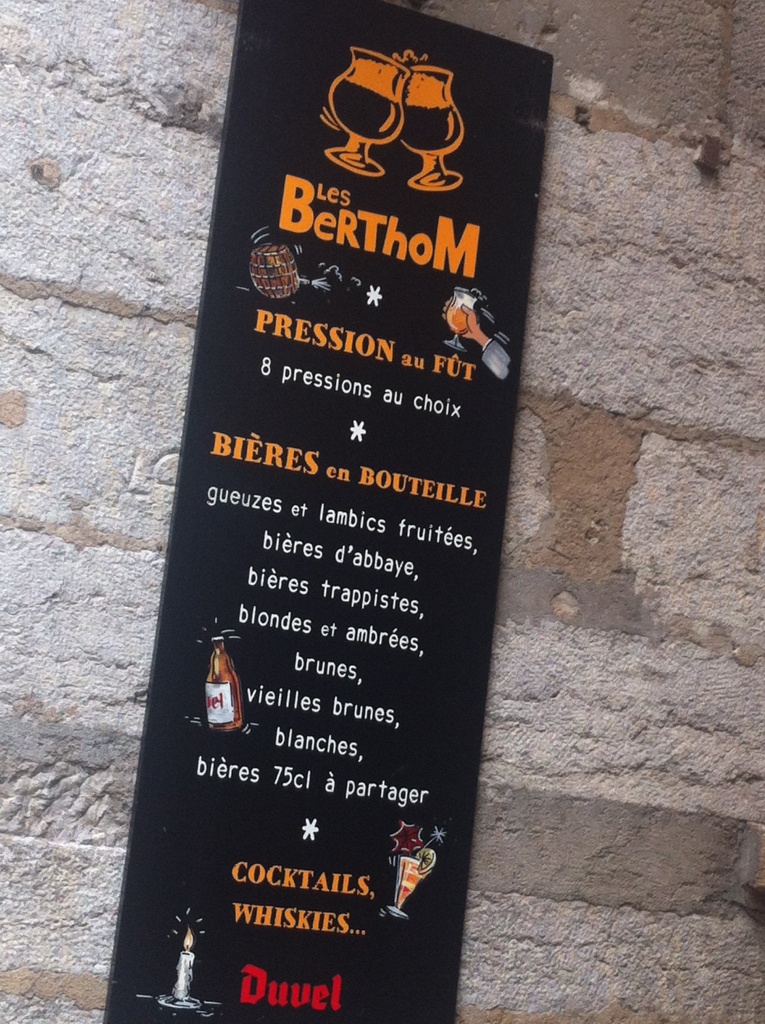 Les
BerThoM
PRESSION au FÛT
8 pressions au choix
BIÈRES en BOUTEILLE
gueuzes et lambics fruitées,
bières d'abbaye,
bières trappistes,
blondes et ambrées,
brunes,
vel
vieilles brunes,
blanches,
bières 75cl à partager
COCKTAILS,
WHISKIES...
Duvel